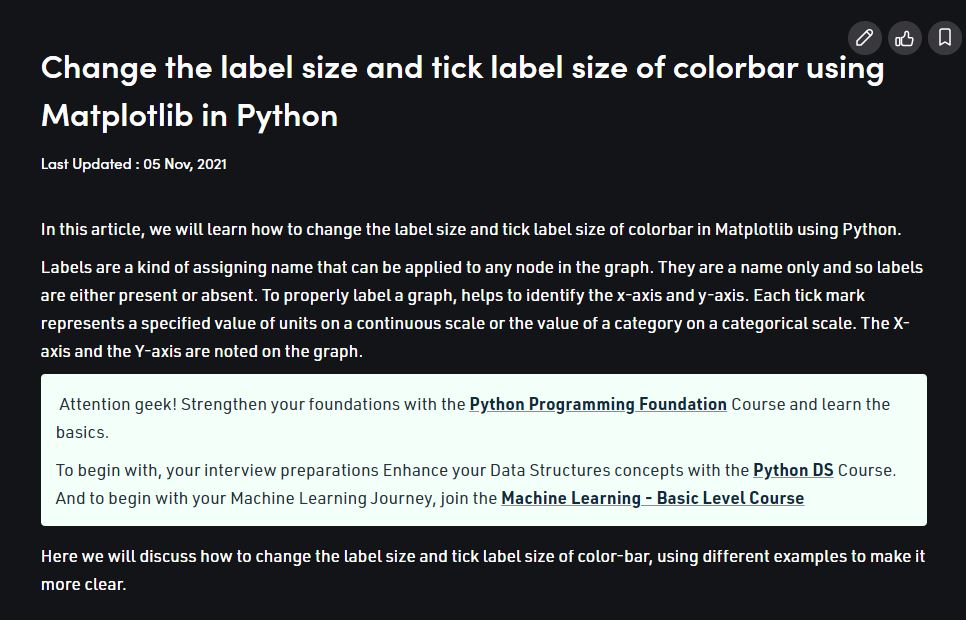 Change the label size and tick label size of colorbar using
Matplotlib in Python
Last Updated : 05 Nov, 2021
In this article, we will learn how to change the label size and tick label size of colorbar in Matplotlib using Python.
Labels are a kind of assigning name that can be applied to any node in the graph. They are a name only and so labels
are either present or absent. To properly label a graph, helps to identify the x-axis and y-axis. Each tick mark
represents a specified value of units on a continuous scale or the value of a category on a categorical scale. The X-
axis and the Y-axis are noted on the graph.
Attention geek! Strengthen your foundations with the Python Programming Foundation Course and learn the
basics.
To begin with, your interview preparations Enhance your Data Structures concepts with the Python DS Course.
And to begin with your Machine Learning Journey, join the Machine Learning - Basic Level Course
Here we will discuss how to change the label size and tick label size of color-bar, using different examples to make it
more clear.